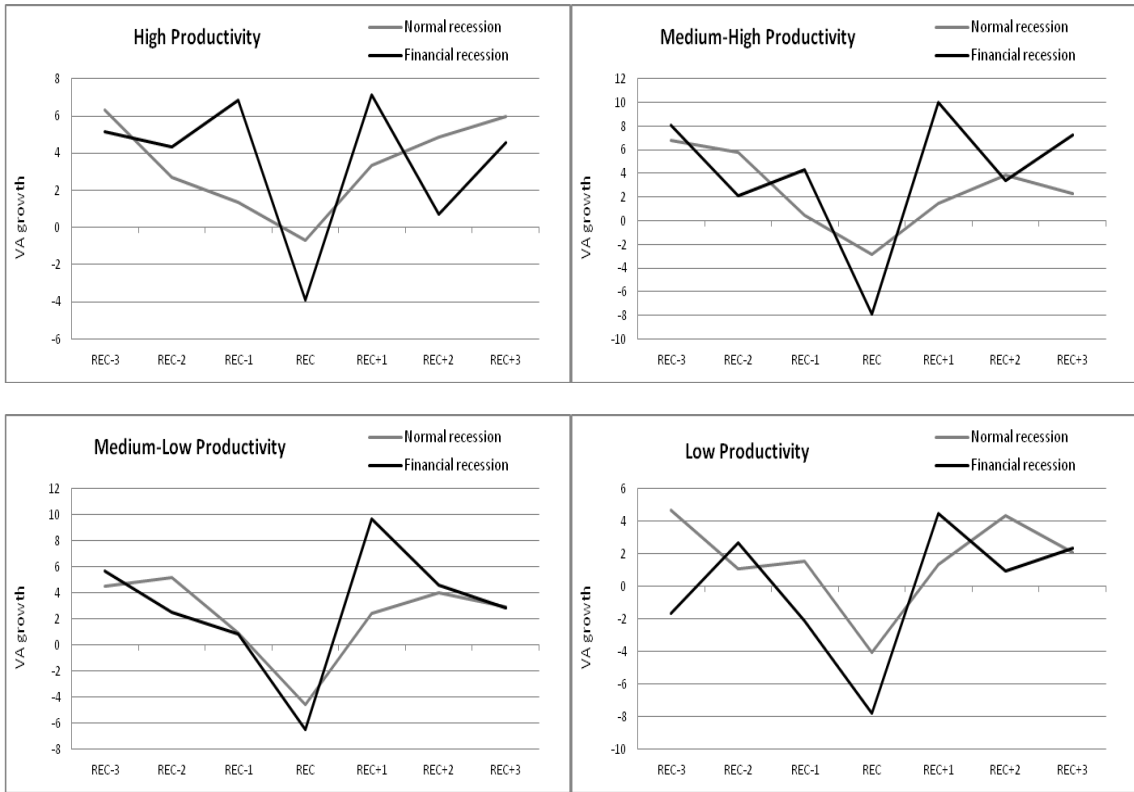 High Productivity
Normal recession
Financial recession
VA growth
8
6
4
2
0
-2
-4
-6
REC-3 REC-2 REC-1 REC REC+1 REC+2 REC+3
Medium-High Productivity
Normal recession
Financial recession
VA growth
12
10
8
6
4
2
0
-2
-4
-6
-8
-10
REC-3 REC-2 REC-1 REC REC+1 REC+2 REC+3
Medium-Low Productivity
Normal recession
Financial recession
VA growth
12
10
8
6
4
2
0
-2
-4
-6
-8
REC-3 REC-2 REC-1 REC REC+1 REC+2 REC+3
Low Productivity
Normal recession
Financial recession
VA growth
6
4
2
0
-2
-4
-6
-8
-10
REC-3 REC-2 REC-1 REC REC+1 REC+2 REC+3